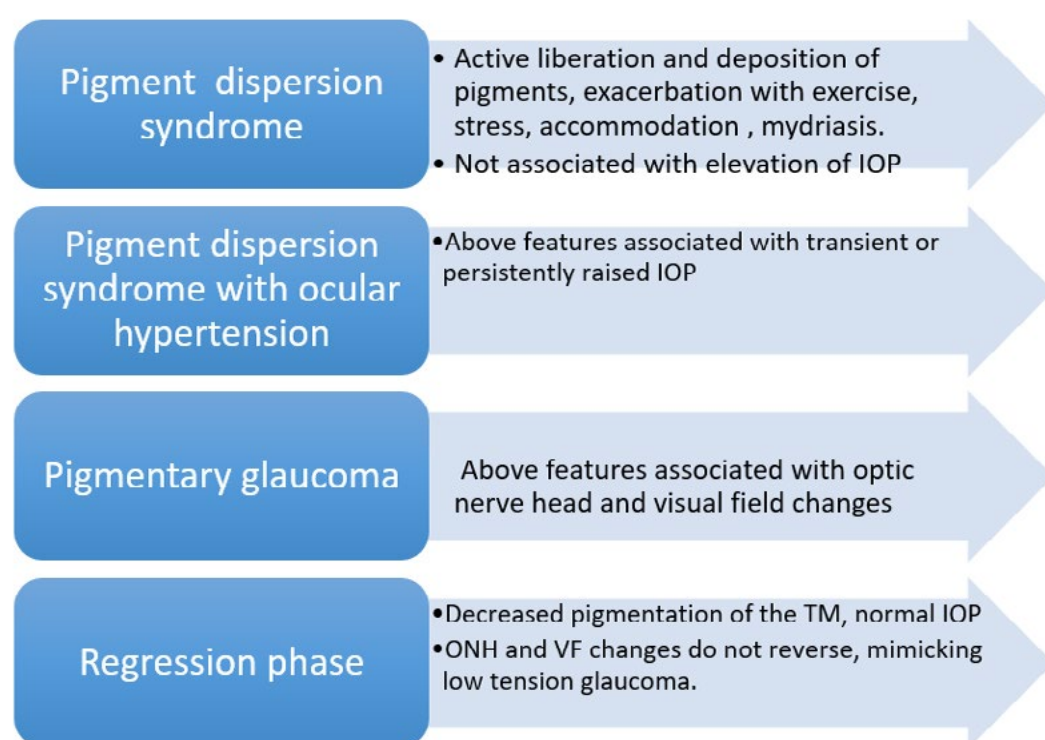 Pigment dispersion
syndrome
• Active liberation and deposition of
pigments, exacerbation with exercise,
stress, accommodation , mydriasis.
• Not associated with elevation of IOP
Pigment dispersion
syndrome with ocular
hypertension
•Above features associated with transient or
persistently raised IOP
Pigmentary glaucoma
Above features associated with optic
nerve head and visual field changes
Regression phase
•Decreased pigmentation of the TM, normal IOP
•ONH and VF changes do not reverse, mimicking
low tension glaucoma.